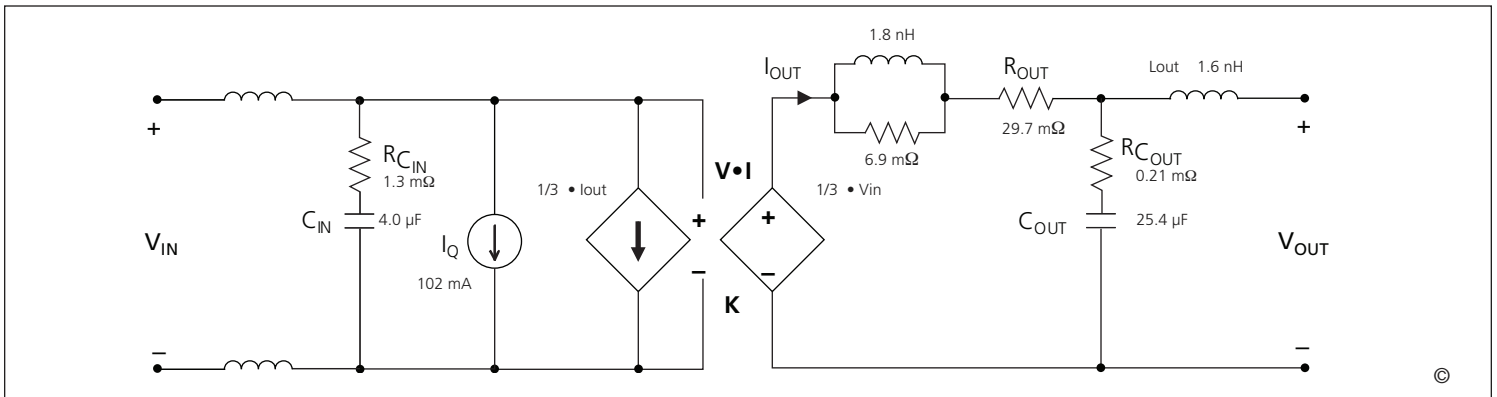 1.8 nH
I_OUT
R_OUT
Lout 1.6 nH
+
+
29.7 mΩ
R_C_IN
1.3 mΩ
6.9 mΩ
R_C_OUT
0.21 mΩ
V•I
1/3 • Iout
1/3 • Vin
C_IN
4.0 µF
+
+
C_OUT
25.4 µF
V_IN
I_Q
V_OUT
102 mA
–
–
K
–
–
©